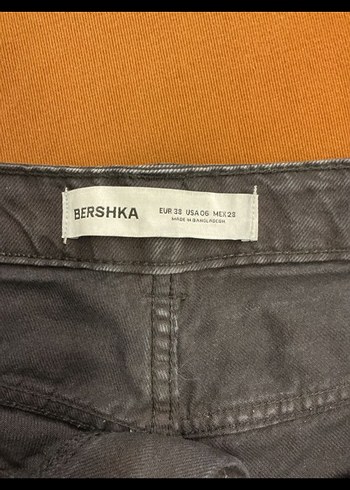 BERSHKA
EUR 38 USA 06 MEX 28
MADE IN BANGLADESH